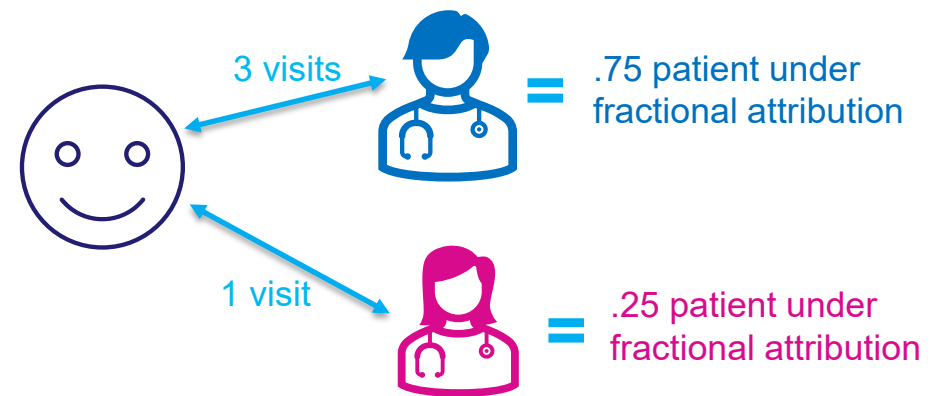 3 visits
=
.75 patient under
fractional attribution
1 visit
=
.25 patient under
fractional attribution